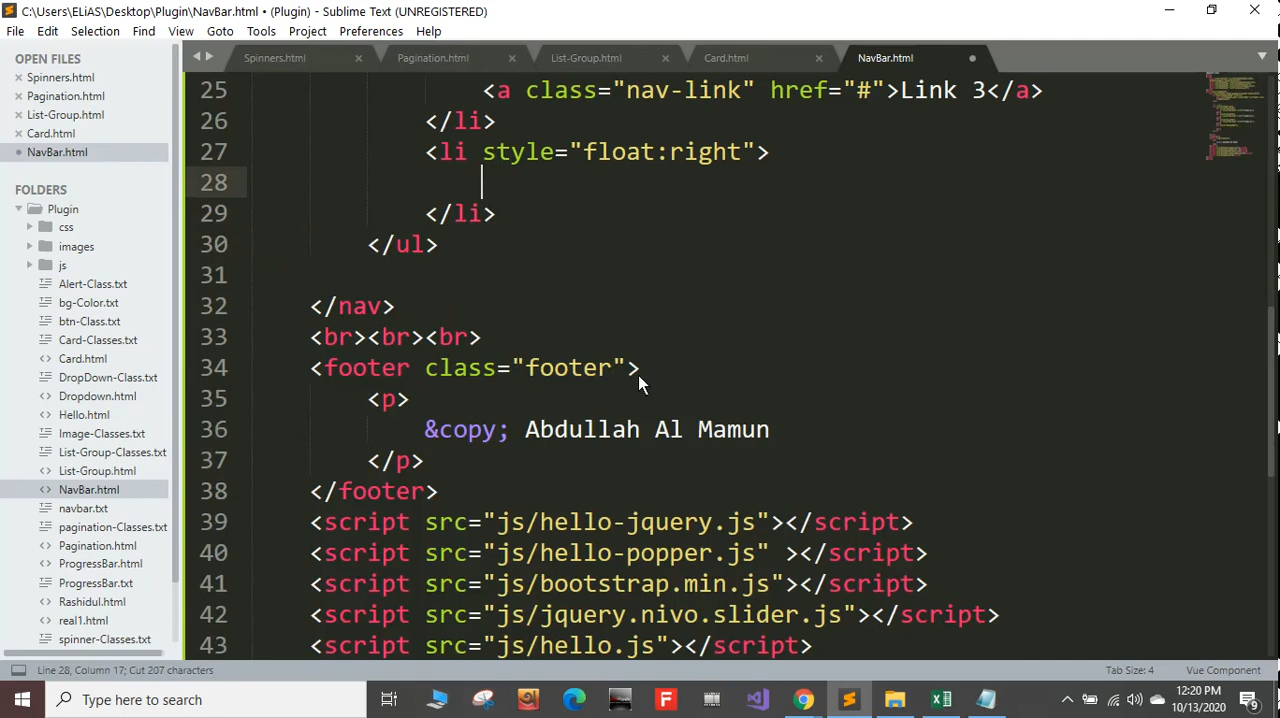 C:\Users\ELiAS\Desktop\Plugin\NavBar.html • (Plugin) - Sublime Text (UNREGISTERED)
File Edit Selection Find View Goto Tools Project Preferences Help
OPEN FILES
Spinners.html
Pagination.html
List-Group.html
Card.html
NavBar.html
FOLDERS
Plugin
css
images
js
Alert-Class.txt
bg-Color.txt
btn-Class.txt
Card-Classes.txt
Card.html
DropDown-Class.txt
Dropdown.html
Hello.html
Image-Classes.txt
List-Group-Classes.txt
List-Group.html
NavBar.html
navbar.txt
pagination-Classes.txt
Pagination.html
ProgressBar.html
ProgressBar.txt
Rashidul.html
real1.html
spinner-Classes.txt
Spinners.html Pagination.html List-Group.html Card.html NavBar.html
25 <a class="nav-link" href="#">Link 3</a>
26 </li>
27 <li style="float:right">
28
29 </li>
30 </ul>
31
32 </nav>
33 <br><br><br>
34 <footer class="footer">
35 <p>
36 &copy; Abdullah Al Mamun
37 </p>
38 </footer>
39 <script src="js/hello-jquery.js"></script>
40 <script src="js/hello-popper.js" ></script>
41 <script src="js/bootstrap.min.js"></script>
42 <script src="js/jquery.nivo.slider.js"></script>
43 <script src="js/hello.js"></script>
Line 28, Column 17; Cut 207 characters Tab Size: 4 Vue Component
Type here to search
12:20 PM
10/13/2020
9